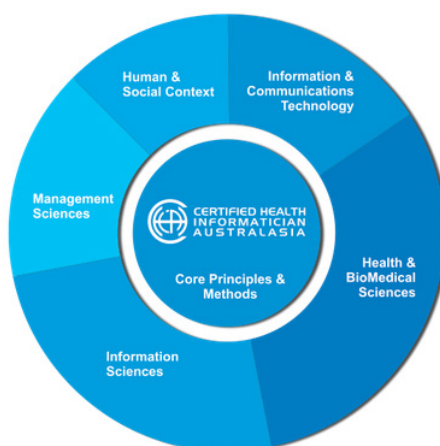 Human &
Social Context
Information &
Communications
Technology
Management
Sciences
CERTIFIED HEALTH
INFORMATICIAN
AUSTRALASIA
Core Principles &
Methods
Health &
BioMedical
Sciences
Information
Sciences